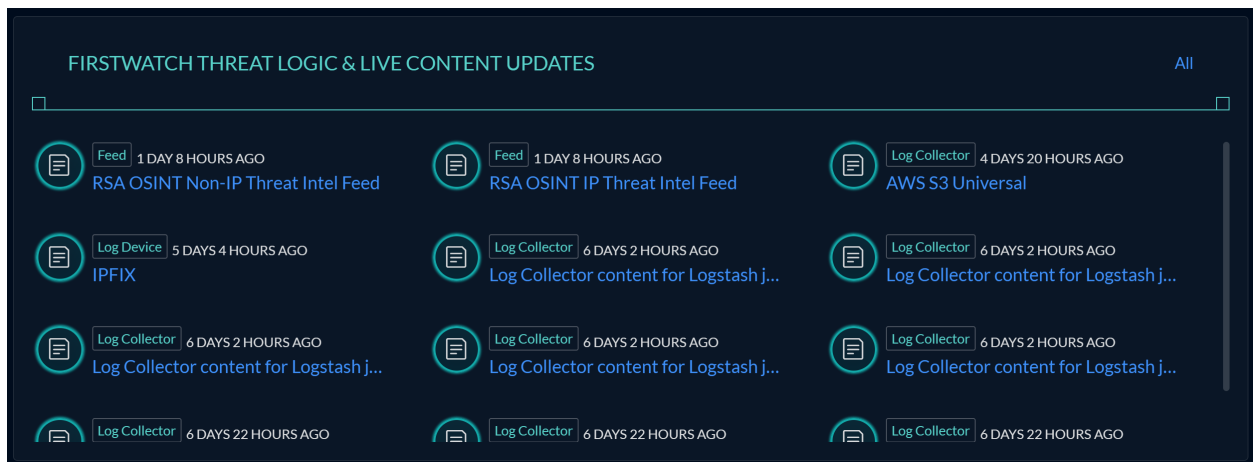 FIRSTWATCH THREAT LOGIC & LIVE CONTENT UPDATES
All
Feed 1 DAY 8 HOURS AGO
RSA OSINT Non-IP Threat Intel Feed
Feed 1 DAY 8 HOURS AGO
RSA OSINT IP Threat Intel Feed
Log Collector 4 DAYS 20 HOURS AGO
AWS S3 Universal
Log Device 5 DAYS 4 HOURS AGO
IPFIX
Log Collector 6 DAYS 2 HOURS AGO
Log Collector content for Logstash j...
Log Collector 6 DAYS 2 HOURS AGO
Log Collector content for Logstash j...
Log Collector 6 DAYS 2 HOURS AGO
Log Collector content for Logstash j...
Log Collector 6 DAYS 2 HOURS AGO
Log Collector content for Logstash j...
Log Collector 6 DAYS 2 HOURS AGO
Log Collector content for Logstash j...
Log Collector 6 DAYS 22 HOURS AGO
Log Collector 6 DAYS 22 HOURS AGO
Log Collector 6 DAYS 22 HOURS AGO